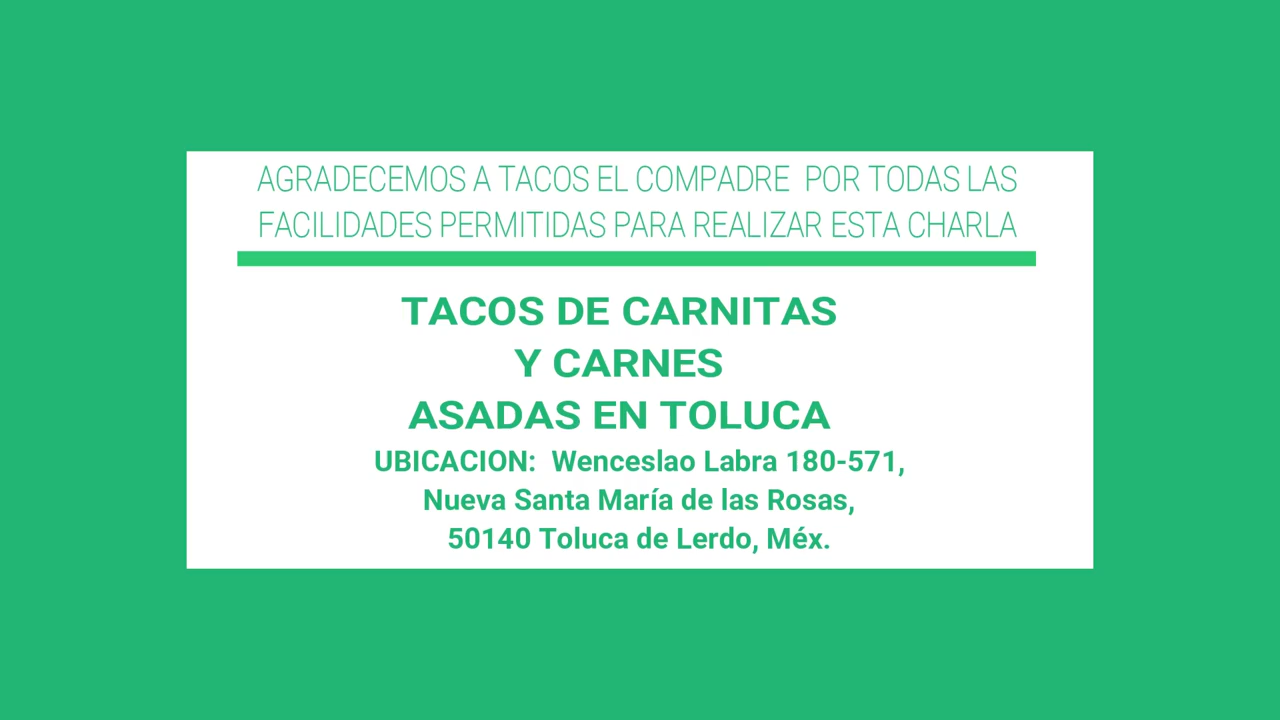 AGRADECEMOS A TACOS EL COMPADRE  POR TODAS LAS
FACILIDADES PERMITIDAS PARA REALIZAR ESTA CHARLA
TACOS DE CARNITAS
Y CARNES
ASADAS EN TOLUCA
UBICACION:  Wenceslao Labra 180-571,
Nueva Santa María de las Rosas,
50140 Toluca de Lerdo, Méx.